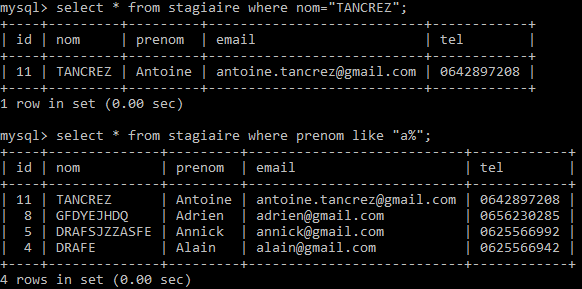 mysql> select * from stagiaire where nom="TANCREZ";
+----+---------+---------+---------------------------+------------+
| id | nom     | prenom  | email                     | tel        |
+----+---------+---------+---------------------------+------------+
| 11 | TANCREZ | Antoine | antoine.tancrez@gmail.com | 0642897208 |
+----+---------+---------+---------------------------+------------+
1 row in set (0.00 sec)
mysql> select * from stagiaire where prenom like "a%";
+----+--------------+---------+---------------------------+------------+
| id | nom          | prenom  | email                     | tel        |
+----+--------------+---------+---------------------------+------------+
| 11 | TANCREZ      | Antoine | antoine.tancrez@gmail.com | 0642897208 |
|  8 | GFDYEJHDQ    | Adrien  | adrien@gmail.com          | 0656230285 |
|  5 | DRAFSJZZASFE | Annick  | annick@gmail.com          | 0625566992 |
|  4 | DRAFE        | Alain   | alain@gmail.com           | 0625566942 |
+----+--------------+---------+---------------------------+------------+
4 rows in set (0.00 sec)